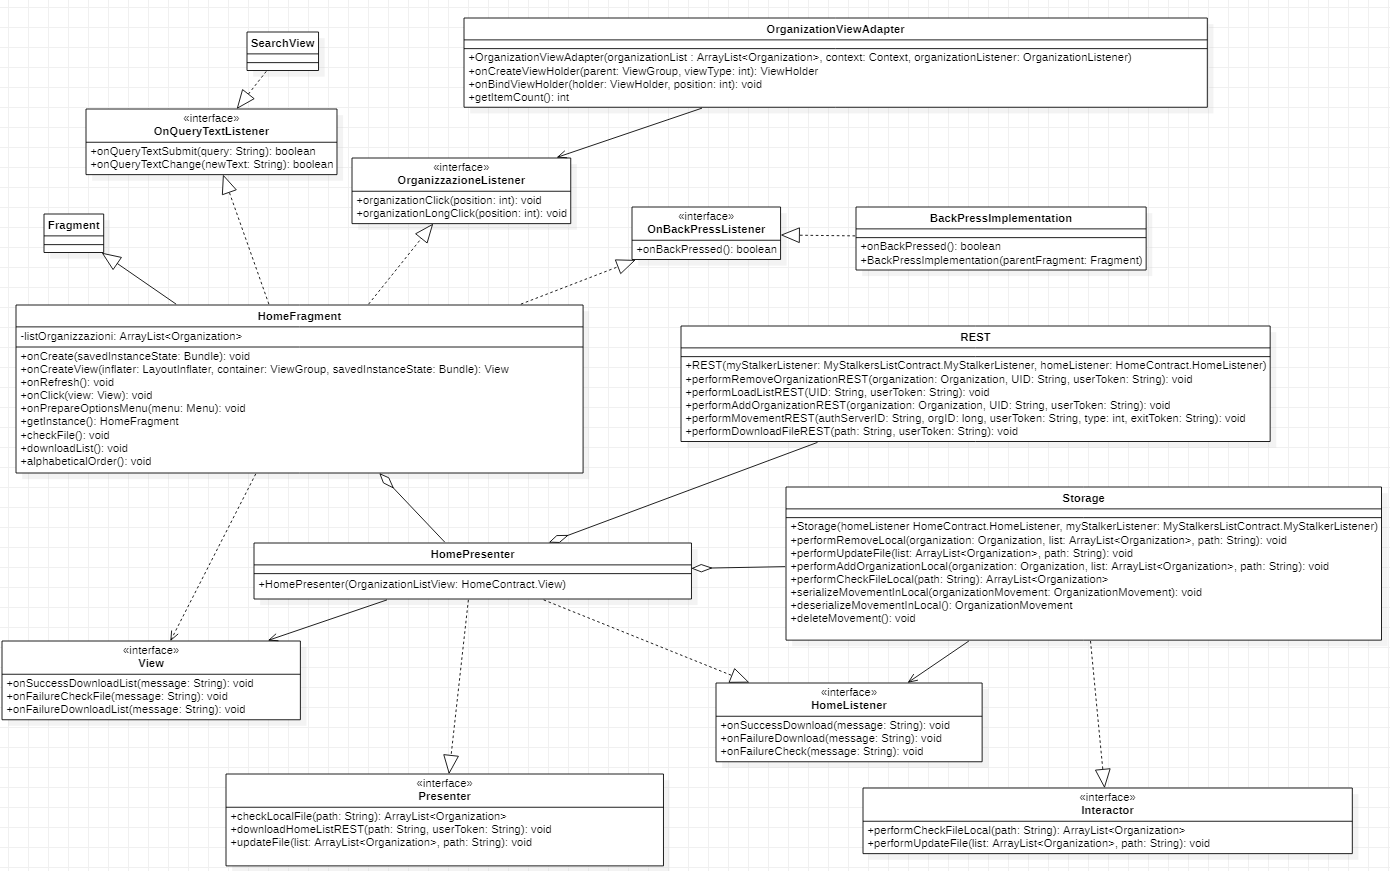 SearchView
OrganizationViewAdapter
+OrganizationViewAdapter(organizationList : ArrayList<Organization>, context: Context, organizationListener: OrganizationListener)
+onCreateViewHolder(parent: ViewGroup, viewType: int): ViewHolder
+onBindViewHolder(holder: ViewHolder, position: int): void
+getItemCount(): int
«interface»
OnQueryTextListener
+onQueryTextSubmit(query: String): boolean
+onQueryTextChange(newText: String): boolean
«interface»
OrganizzazioneListener
+organizationClick(position: int): void
+organizationLongClick(position: int): void
Fragment
«interface»
OnBackPressListener
+onBackPressed(): boolean
BackPressImplementation
+onBackPressed(): boolean
+BackPressImplementation(parentFragment: Fragment)
HomeFragment
-listOrganizzazioni: ArrayList<Organization>
+onCreate(savedInstanceState: Bundle): void
+onCreateView(inflater: LayoutInflater, container: ViewGroup, savedInstanceState: Bundle): View
+onRefresh(): void
+onClick(view: View): void
+onPrepareOptionsMenu(menu: Menu): void
+getInstance(): HomeFragment
+checkFile(): void
+downloadList(): void
+alphabeticalOrder(): void
REST
+REST(myStalkerListener: MyStalkersListContract.MyStalkerListener, homeListener: HomeContract.HomeListener)
+performRemoveOrganizationREST(organization: Organization, UID: String, userToken: String): void
+performLoadListREST(UID: String, userToken: String): void
+performAddOrganizationREST(organization: Organization, UID: String, userToken: String): void
+performMovementREST(authServerID: String, orgID: long, userToken: String, type: int, exitToken: String): void
+performDownloadFileREST(path: String, userToken: String): void
Storage
+Storage(homeListener HomeContract.HomeListener, myStalkerListener: MyStalkersListContract.MyStalkerListener)
+performRemoveLocal(organization: Organization, list: ArrayList<Organization>, path: String): void
+performUpdateFile(list: ArrayList<Organization>, path: String): void
+performAddOrganizationLocal(organization: Organization, list: ArrayList<Organization>, path: String): void
+performCheckFileLocal(path: String): ArrayList<Organization>
+serializeMovementInLocal(organizationMovement: OrganizationMovement): void
+deserializeMovementInLocal(): OrganizationMovement
+deleteMovement(): void
HomePresenter
+HomePresenter(OrganizationListView: HomeContract.View)
«interface»
View
+onSuccessDownloadList(message: String): void
+onFailureCheckFile(message: String): void
+onFailureDownloadList(message: String): void
«interface»
HomeListener
+onSuccessDownload(message: String): void
+onFailureDownload(message: String): void
+onFailureCheck(message: String): void
«interface»
Presenter
+checkLocalFile(path: String): ArrayList<Organization>
+downloadHomeListREST(path: String, userToken: String): void
+updateFile(list: ArrayList<Organization>, path: String): void
«interface»
Interactor
+performCheckFileLocal(path: String): ArrayList<Organization>
+performUpdateFile(list: ArrayList<Organization>, path: String): void